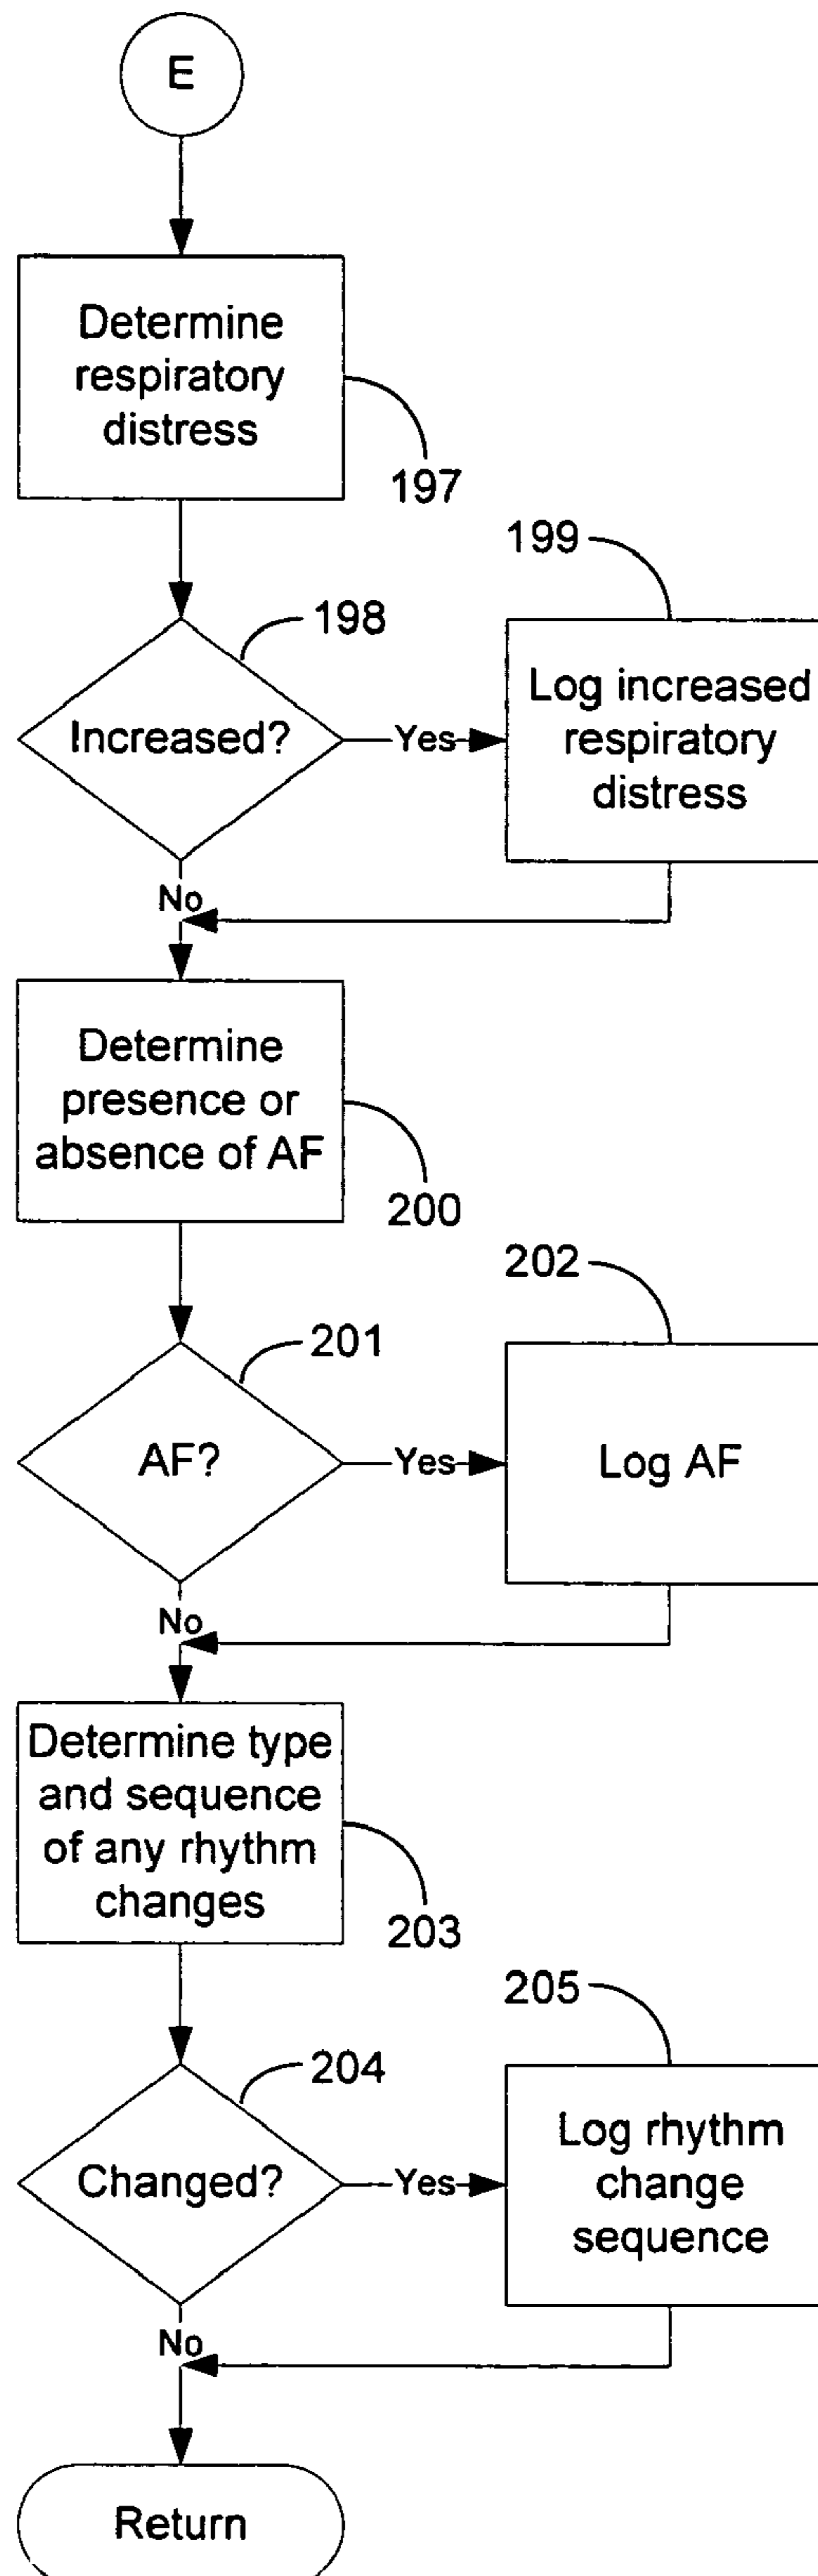 E
Determine
respiratory
distress
197
198
199
Increased?
Yes
Log increased
respiratory
distress
No
Determine
presence or
absence of AF
200
201
202
AF?
Yes
Log AF
No
Determine type
and sequence
of any rhythm
changes
203
204
205
Changed?
Yes
Log rhythm
change
sequence
No
Return